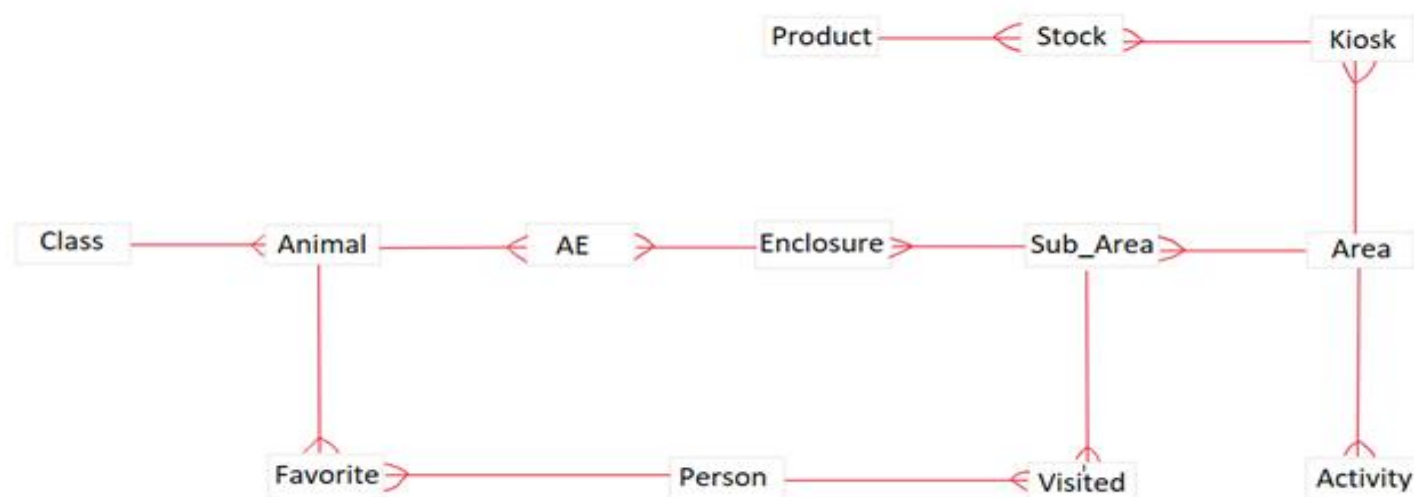 Product
Stock
Kiosk
Class
Animal
AE
Enclosure
Sub_Area
Area
Favorite
Person
Visited
Activity